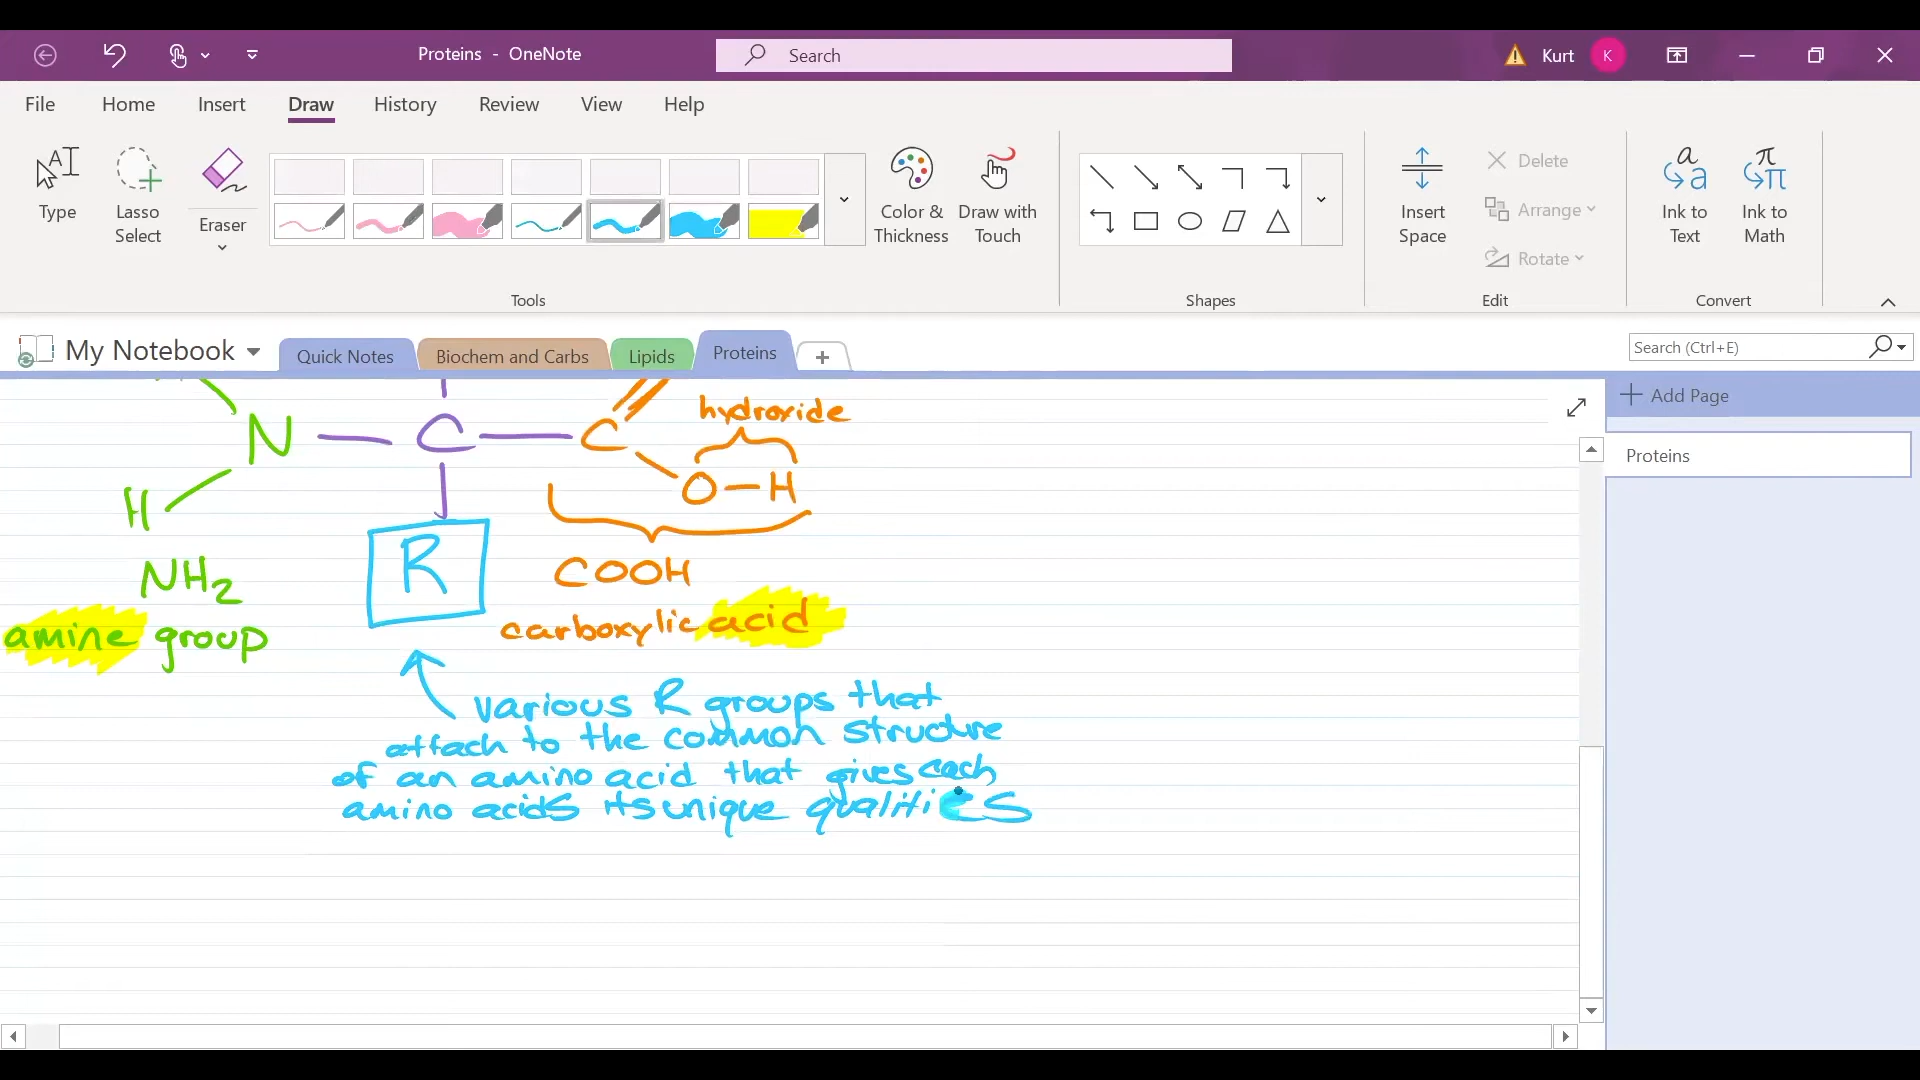 Proteins - OneNote
Search
Kurt
K
File Home Insert Draw History Review View Help
Type
Lasso Select
Eraser
Color & Thickness
Draw with Touch
Insert Space
Delete
Arrange
Rotate
Ink to Text
Ink to Math
Tools
Shapes
Edit
Convert
My Notebook
Quick Notes
Biochem and Carbs
Lipids
Proteins
Search (Ctrl+E)
Add Page
Proteins
hydroxide
N — C — C
O — H
H
R
NH2
COOH
amine group
carboxylic acid
various R groups that
attach to the common structure
of an amino acid that gives each
amino acids its unique qualities